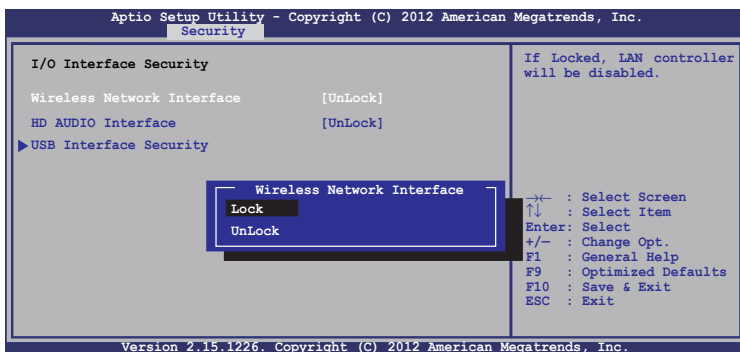 Aptio Setup Utility - Copyright (C) 2012 American Megatrends, Inc.
Security
I/O Interface Security
Wireless Network Interface [UnLock]
HD AUDIO Interface [UnLock]
USB Interface Security
If Locked, LAN controller
will be disabled.
Wireless Network Interface
Lock
UnLock
→← : Select Screen
↑↓ : Select Item
Enter: Select
+/— : Change Opt.
F1 : General Help
F9 : Optimized Defaults
F10 : Save & Exit
ESC : Exit
Version 2.15.1226. Copyright (C) 2012 American Megatrends, Inc.